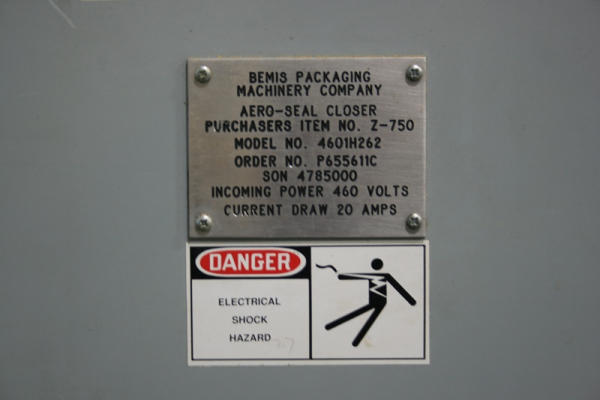 BEMIS PACKAGING
MACHINERY COMPANY
AERO-SEAL CLOSER
PURCHASERS ITEM NO. Z-750
MODEL NO. 4601H262
ORDER NO. P655611C
SON 4785000
INCOMING POWER 460 VOLTS
CURRENT DRAW 20 AMPS
DANGER
ELECTRICAL
SHOCK
HAZARD